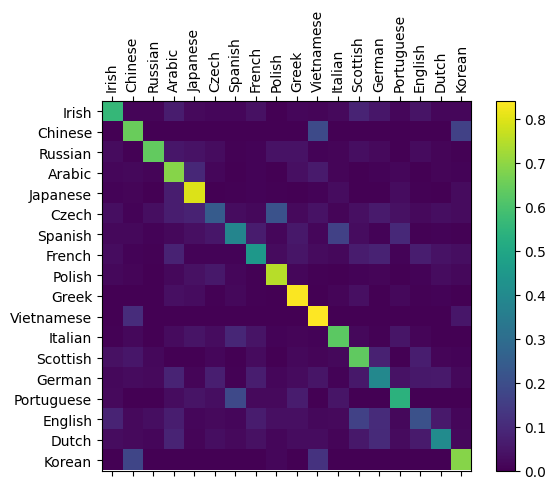 Irish Chinese Russian Arabic Japanese Czech Spanish French Polish Greek Vietnamese Italian Scottish German Portuguese English Dutch Korean
Irish
Chinese
Russian
Arabic
Japanese
Czech
Spanish
French
Polish
Greek
Vietnamese
Italian
Scottish
German
Portuguese
English
Dutch
Korean
0.8
0.7
0.6
0.5
0.4
0.3
0.2
0.1
0.0